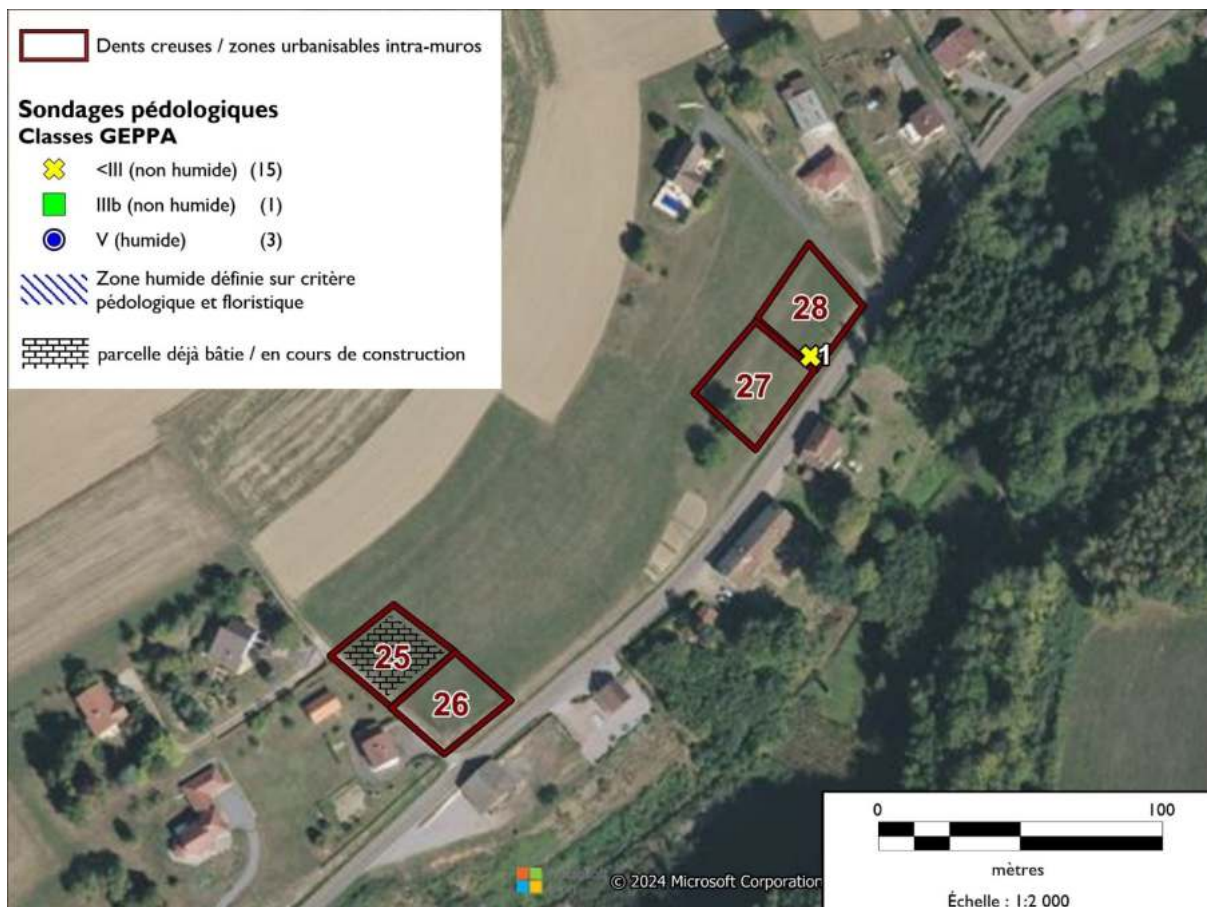 Dents creuses / zones urbanisables intra-muros
Sondages pédologiques
Classes GEPPA
<III (non humide) (15)
IIIb (non humide) (1)
V (humide) (3)
Zone humide définie sur critère
pédologique et floristique
parcelle déjà bâtie / en cours de construction
28
1
27
25
26
0 100
mètres
Échelle : 1:2 000
© 2024 Microsoft Corporation